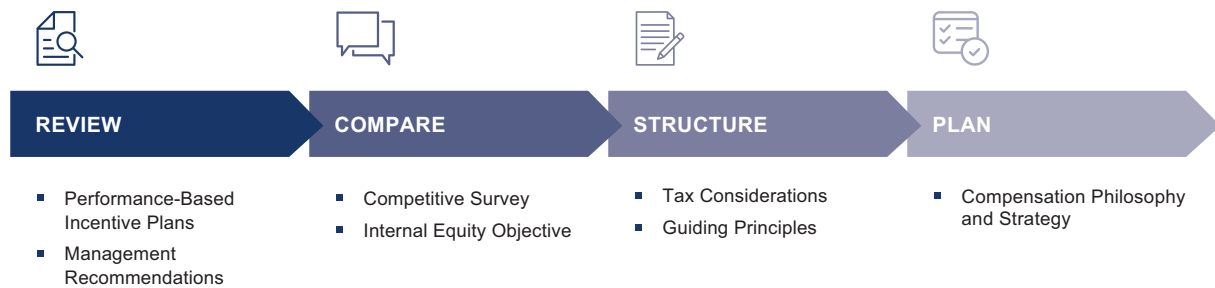 REVIEW
COMPARE
STRUCTURE
PLAN
Performance-Based
Incentive Plans
Management
Recommendations
Competitive Survey
Internal Equity Objective
Tax Considerations
Guiding Principles
Compensation Philosophy
and Strategy